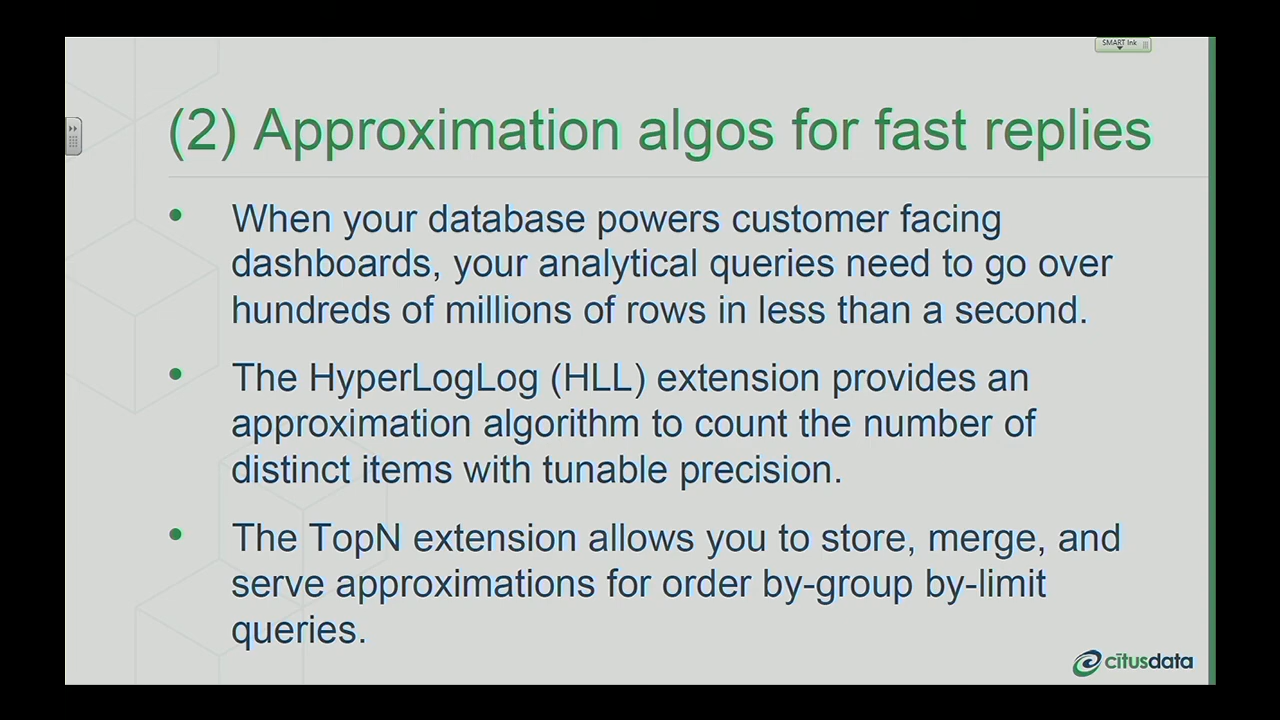 SMART Ink
(2) Approximation algos for fast replies
• When your database powers customer facing
dashboards, your analytical queries need to go over
hundreds of millions of rows in less than a second.
• The HyperLogLog (HLL) extension provides an
approximation algorithm to count the number of
distinct items with tunable precision.
• The TopN extension allows you to store, merge, and
serve approximations for order by-group by-limit
queries.
citusdata